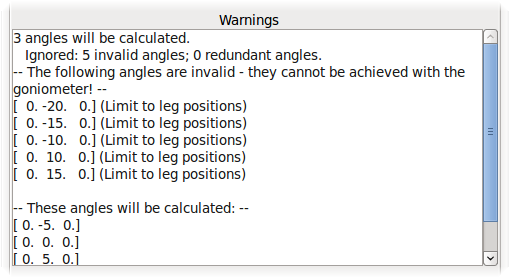 Warnings
3 angles will be calculated.
Ignored: 5 invalid angles; 0 redundant angles.
-- The following angles are invalid - they cannot be achieved with the
goniometer! --
[  0. -20.   0.] (Limit to leg positions)
[  0. -15.   0.] (Limit to leg positions)
[  0. -10.   0.] (Limit to leg positions)
[  0.  10.   0.] (Limit to leg positions)
[  0.  15.   0.] (Limit to leg positions)
-- These angles will be calculated: --
[ 0. -5.  0.]
[ 0.  0.  0.]
[ 0.  5.  0.]